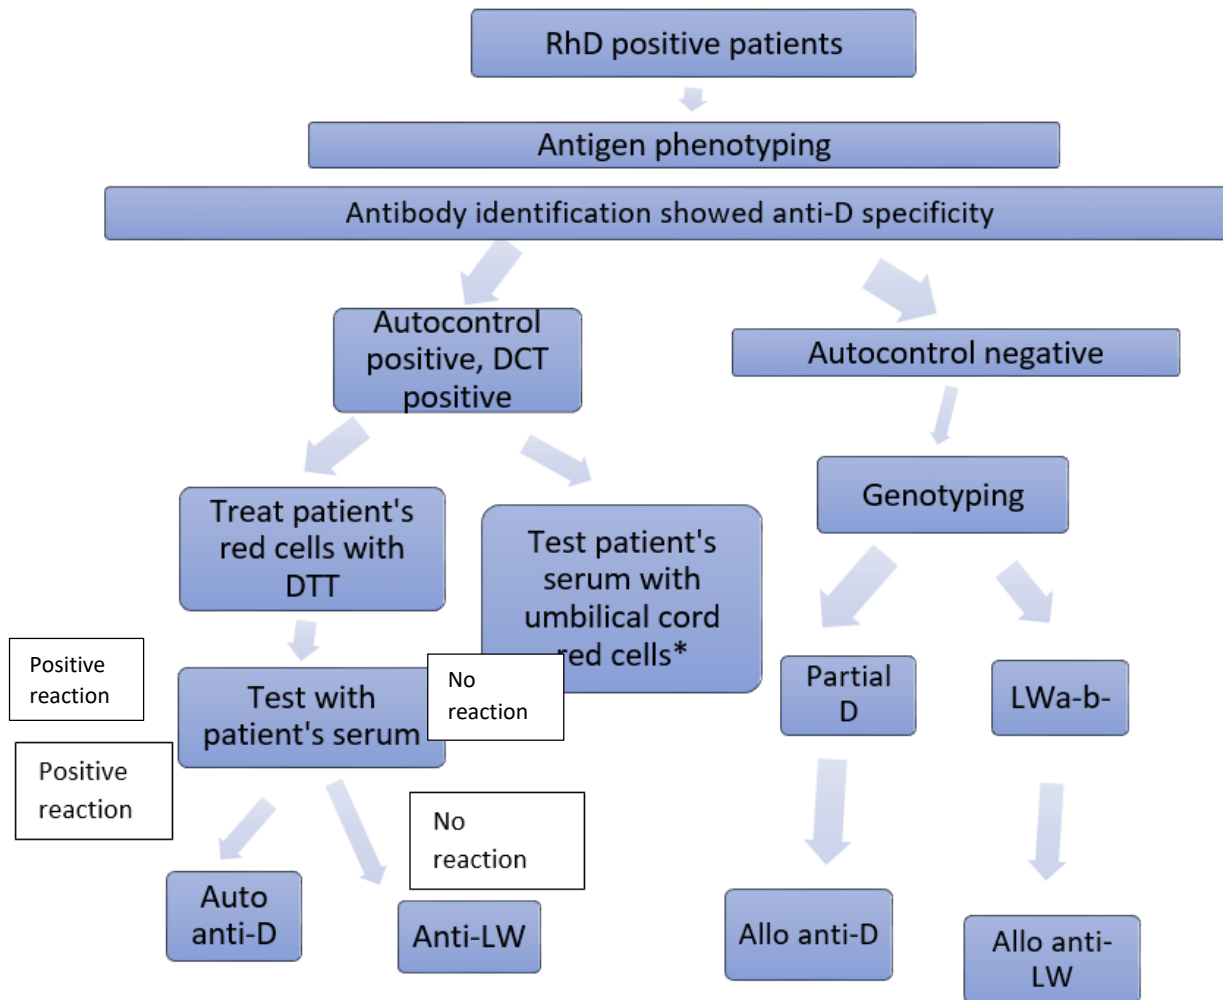 RhD positive patients
Antigen phenotyping
Antibody identification showed anti-D specificity
Autocontrol
positive, DCT
positive
Autocontrol negative
Treat patient's
red cells with
DTT
Test patient's
serum with
umbilical cord
red cells*
Genotyping
Positive
reaction
Test with
patient's serum
No
reaction
Partial
D
LWa-b-
Positive
reaction
No
reaction
Auto
anti-D
Anti-LW
Allo anti-D
Allo anti-
LW